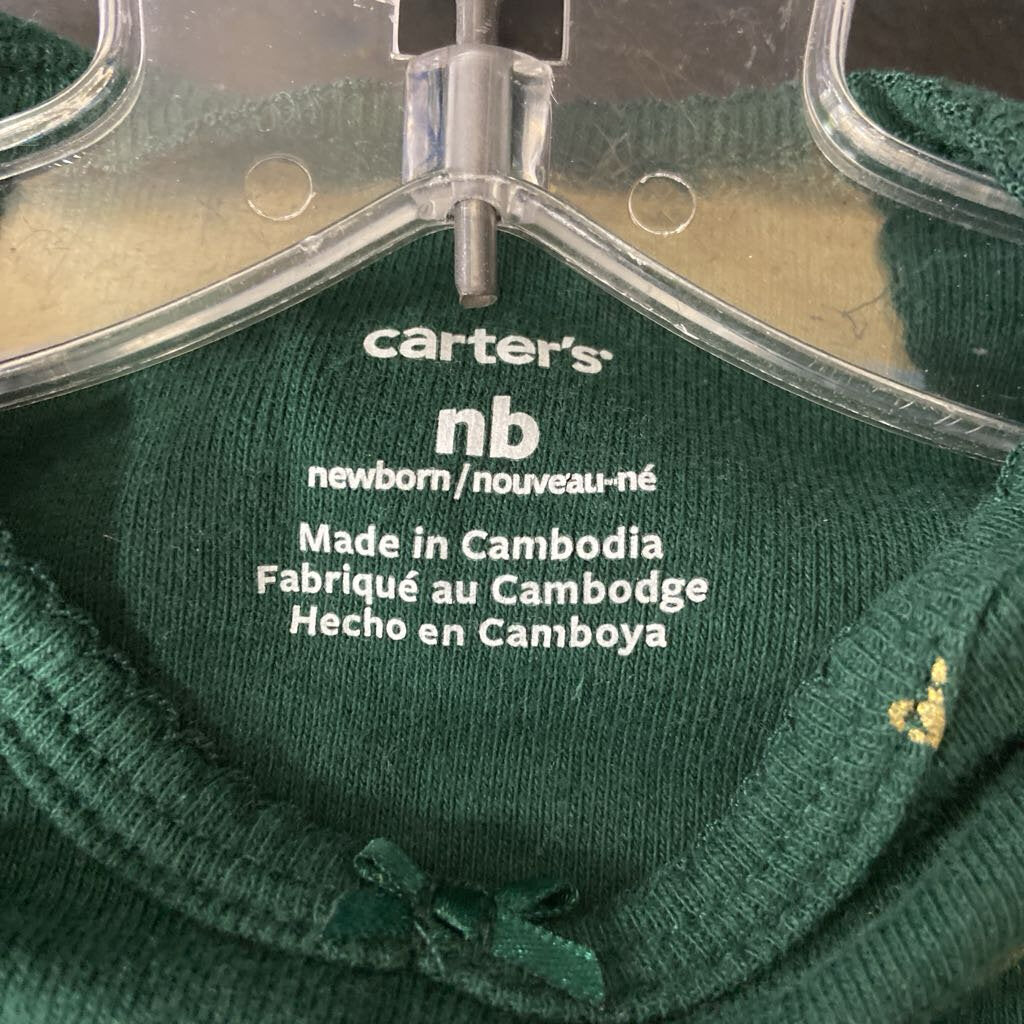 carter's
nb
newborn/nouveau-né
Made in Cambodia
Fabriqué au Cambodge
Hecho en Camboya